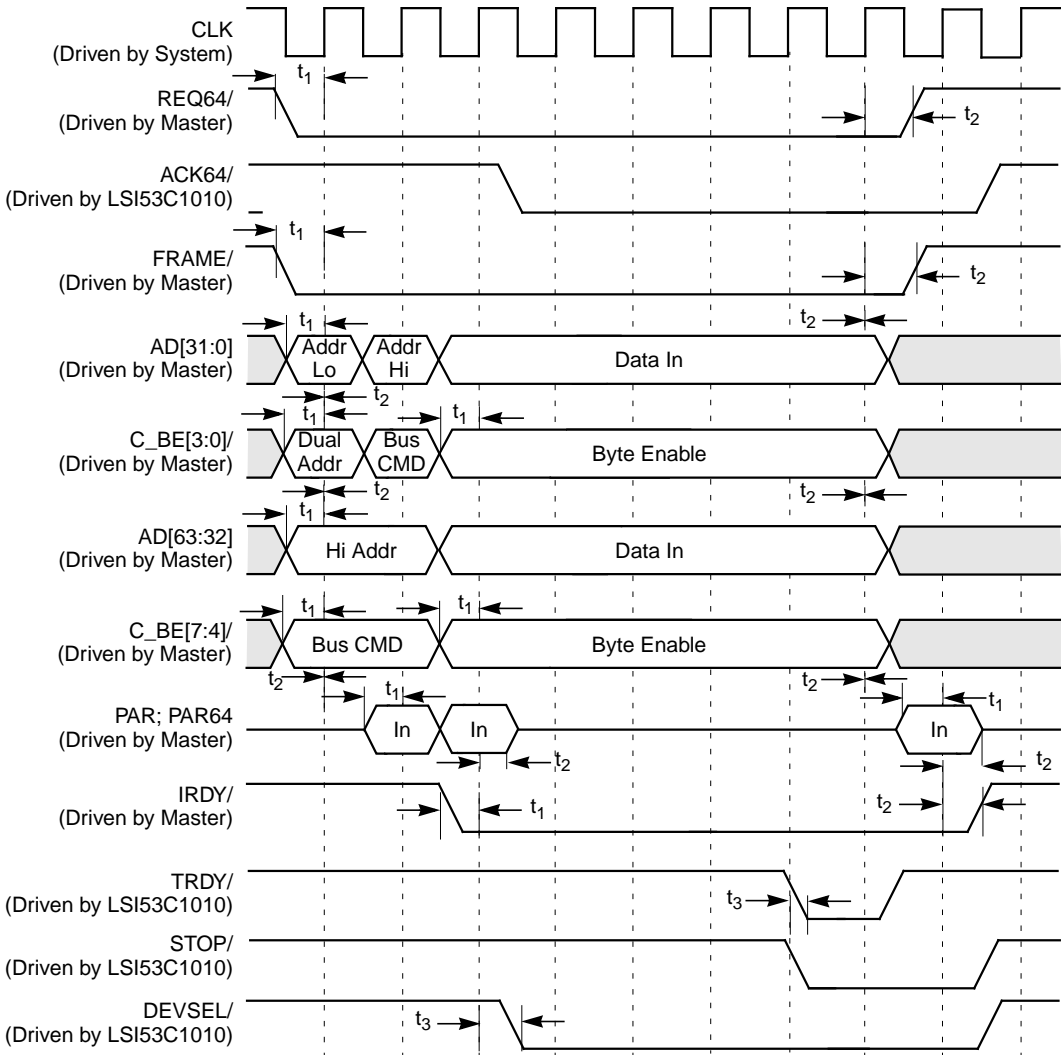 CLK
(Driven by System)
t1
REQ64/
(Driven by Master)
t2
ACK64/
(Driven by LSI53C1010)
t1
FRAME/
(Driven by Master)
t2
t1
t2
AD[31:0]
(Driven by Master)
Addr
Lo
Addr
Hi
Data In
t2
t1
t1
C_BE[3:0]/
(Driven by Master)
Dual
Addr
Bus
CMD
Byte Enable
t2
t2
t1
AD[63:32]
(Driven by Master)
Hi Addr
Data In
t1
t1
C_BE[7:4]/
(Driven by Master)
Bus CMD
Byte Enable
t2
t2
t1
t1
PAR; PAR64
(Driven by Master)
In
In
In
t2
t2
IRDY/
(Driven by Master)
t1
t2
TRDY/
(Driven by LSI53C1010)
t3
STOP/
(Driven by LSI53C1010)
DEVSEL/
(Driven by LSI53C1010)
t3